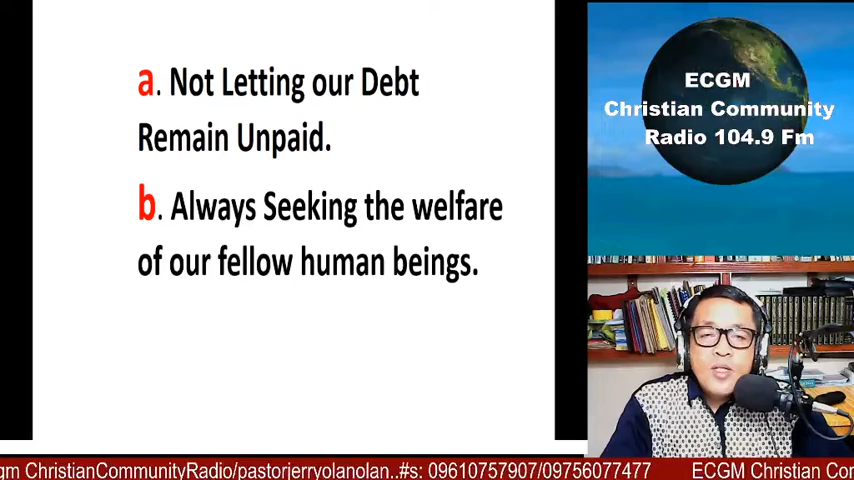 a. Not Letting our Debt
Remain Unpaid.
b. Always Seeking the welfare
of our fellow human beings.
ECGM
Christian Community
Radio 104.9 Fm
gm ChristianCommunityRadio/pastorjerryolanolan..#s: 09610757907/09756077477 ECGM Christian Cor